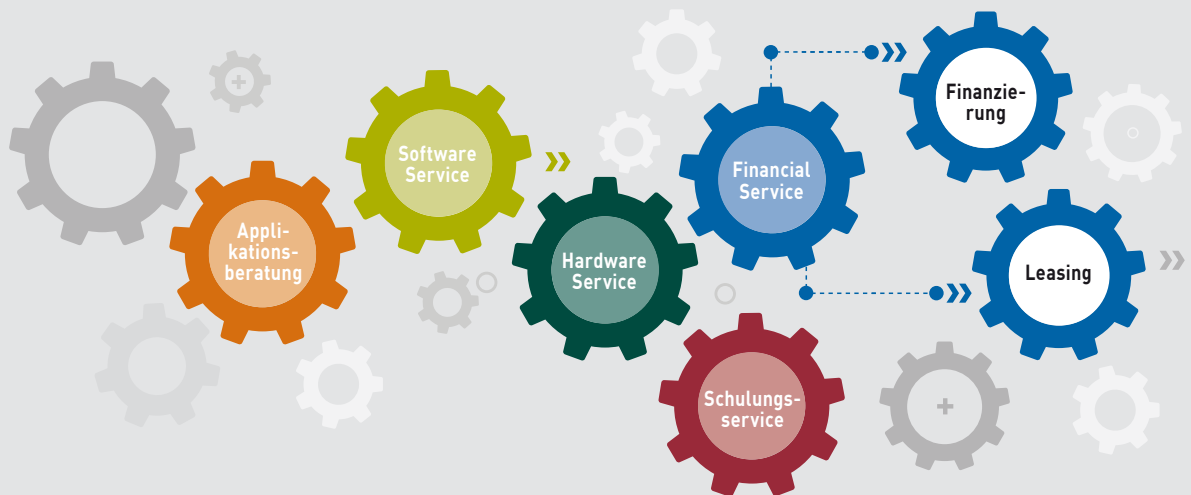 Appli-
kations-
beratung
Software
Service
Hardware
Service
Financial
Service
Schulungs-
service
Finanzie-
rung
Leasing